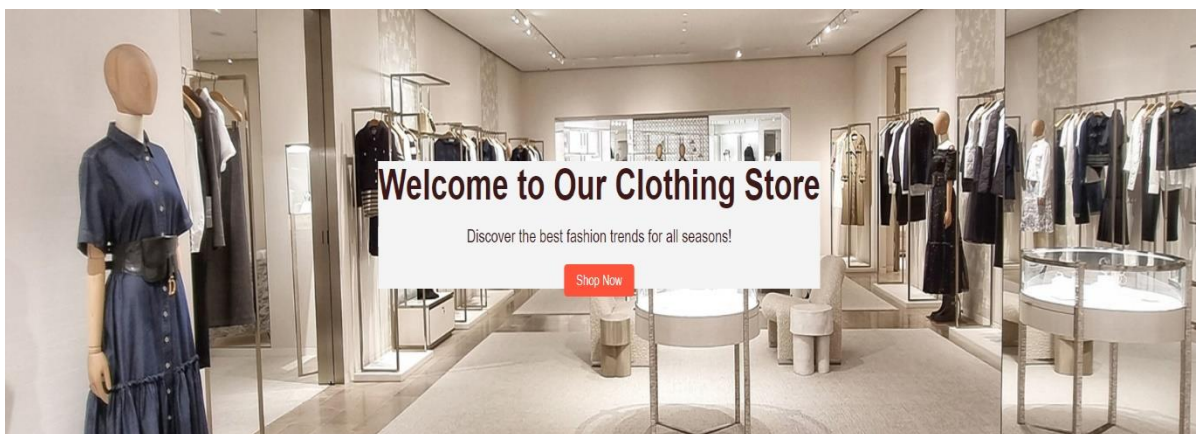 Welcome to Our Clothing Store
Discover the best fashion trends for all seasons!
Shop Now